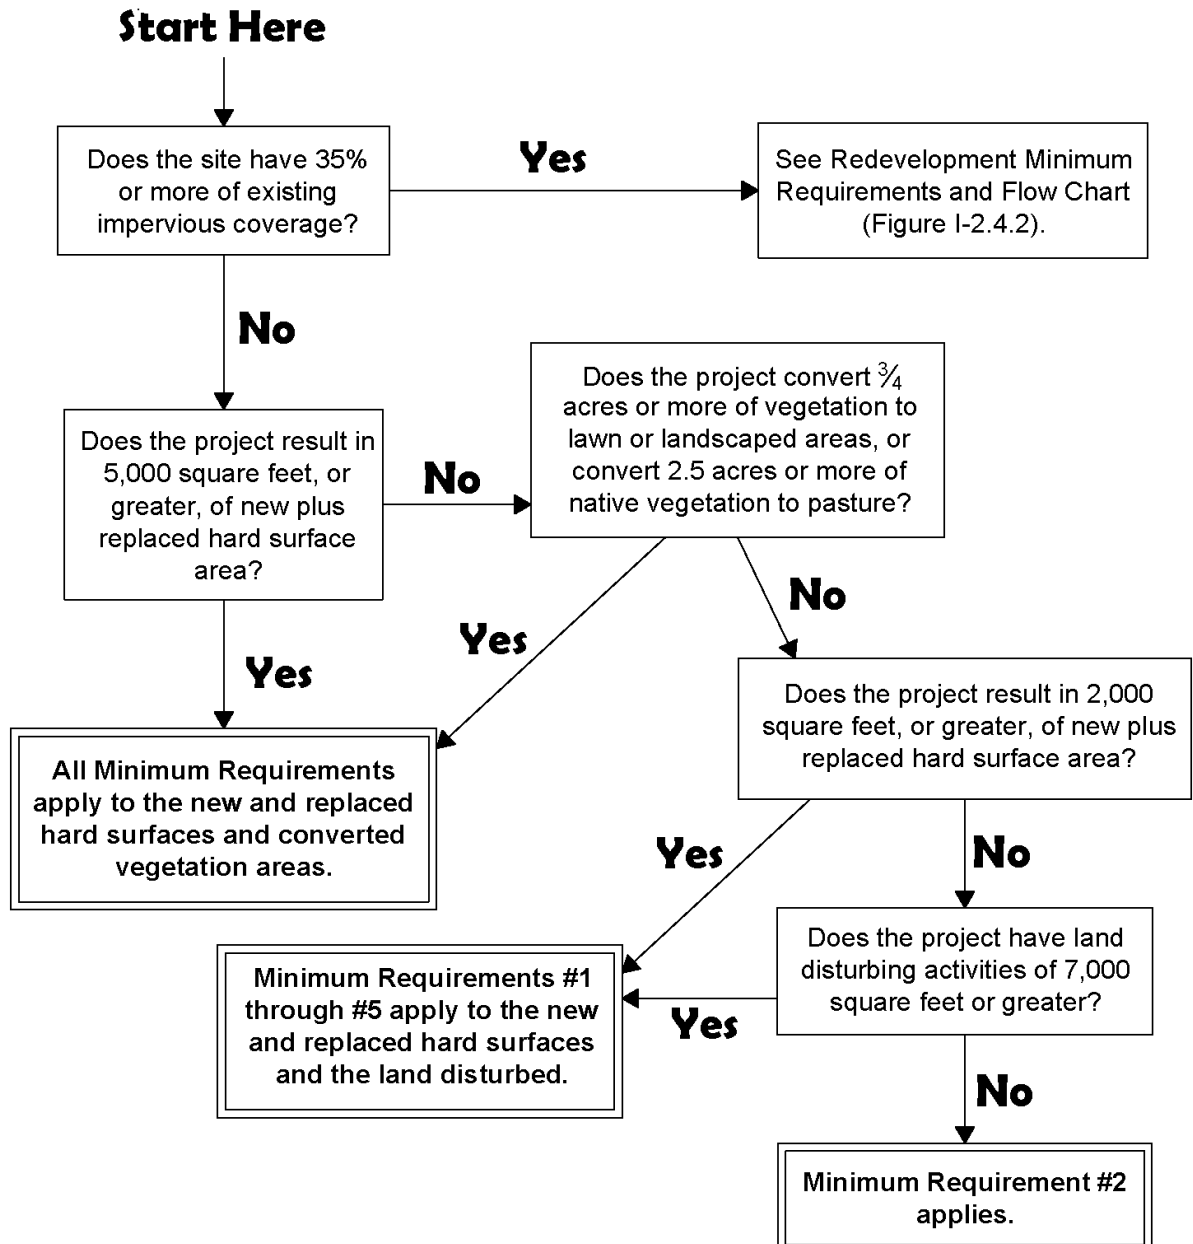 Start Here
Does the site have 35%
or more of existing
impervious coverage?
Yes
See Redevelopment Minimum
Requirements and Flow Chart
(Figure I-2.4.2).
No
Does the project result in
5,000 square feet, or
greater, of new plus
replaced hard surface
area?
No
Does the project convert ¾
acres or more of vegetation to
lawn or landscaped areas, or
convert 2.5 acres or more of
native vegetation to pasture?
Yes
Yes
No
All Minimum Requirements
apply to the new and replaced
hard surfaces and converted
vegetation areas.
Does the project result in 2,000
square feet, or greater, of new plus
replaced hard surface area?
Yes
No
Minimum Requirements #1
through #5 apply to the new
and replaced hard surfaces
and the land disturbed.
Does the project have land
disturbing activities of 7,000
square feet or greater?
Yes
No
Minimum Requirement #2
applies.